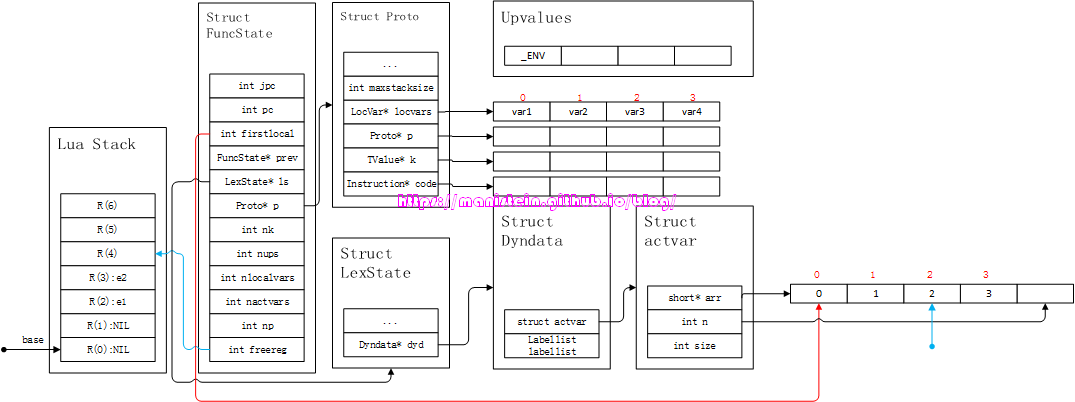 Lua Stack
R(6)
R(5)
R(4)
R(3):e2
R(2):e1
R(1):NIL
R(0):NIL
base
Struct
FuncState
int jpc
int pc
int firstlocal
FuncState* prev
LexState* ls
Proto* p
int nk
int nups
int nlocalvars
int nactvars
int np
int freereg
Struct Proto
...
int maxstacksize
LocVar* locvars
Proto* p
TValue* k
Instruction* code
Upvalues
_ENV
0 1 2 3
var1 var2 var3 var4
https://manistein.github.io/blog/
Struct
LexState
...
Dyndata* dyd
Struct
Dyndata
struct actvar
Labellist
labellist
Struct
actvar
short* arr
int n
int size
0 1 2 3
0 1 2 3